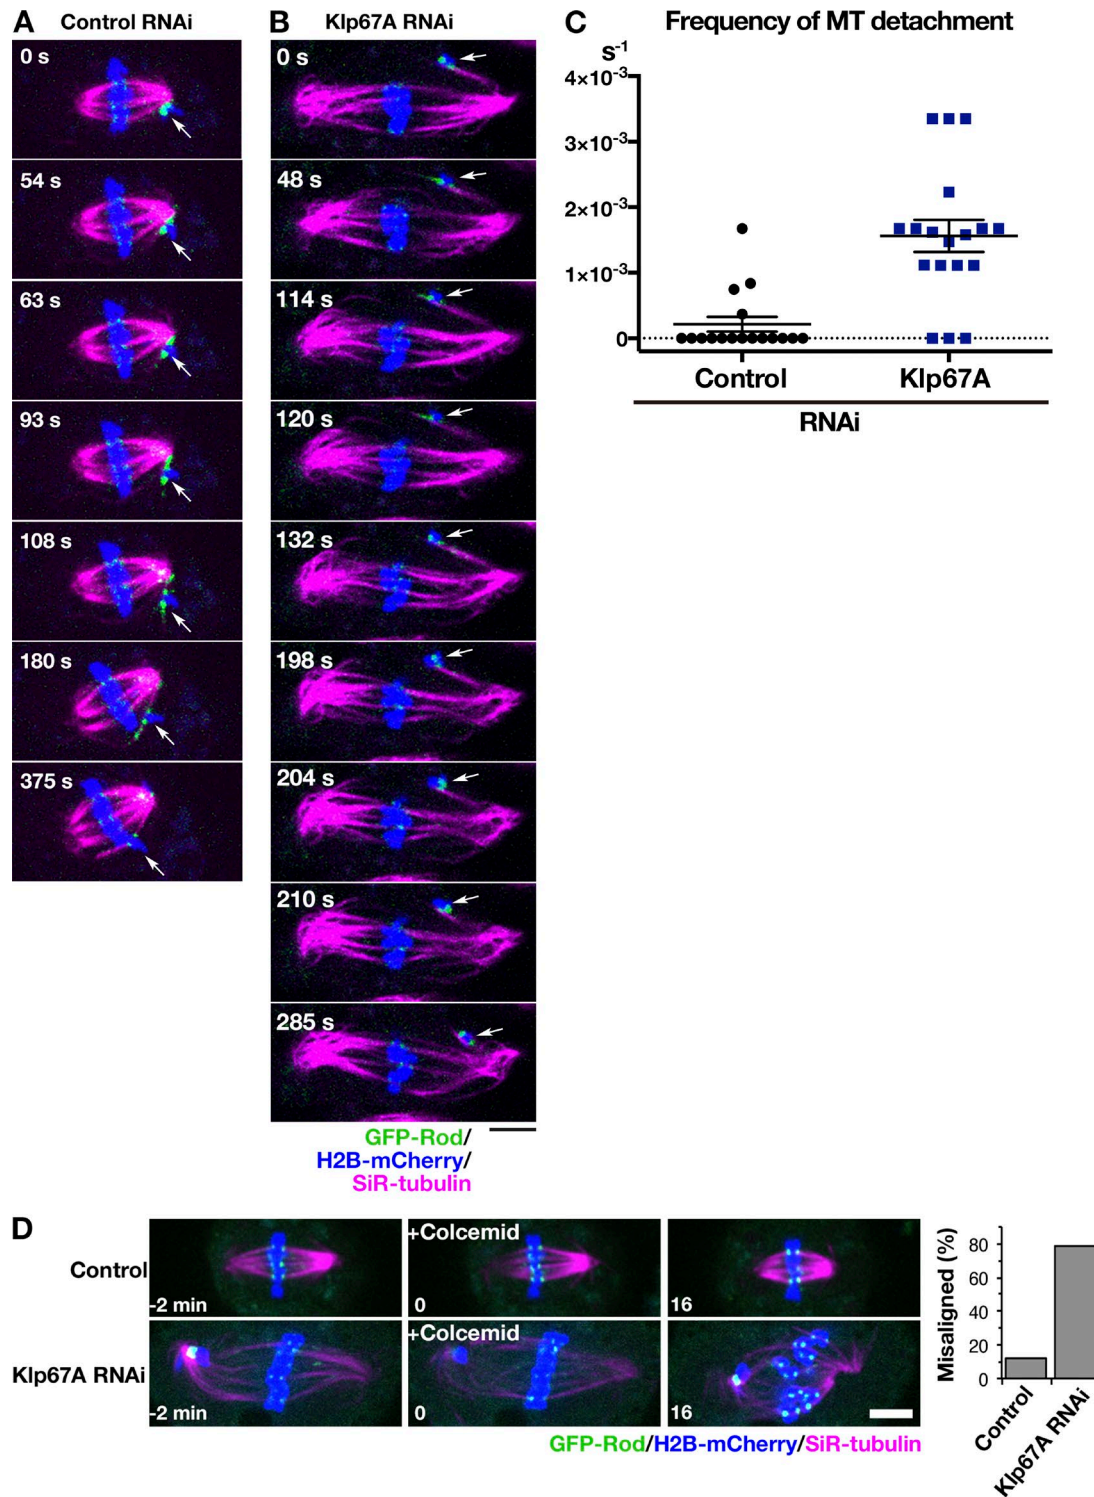 A Control RNAi
0 s
54 s
63 s
93 s
108 s
180 s
375 s
B Klp67A RNAi
0 s
48 s
114 s
120 s
132 s
198 s
204 s
210 s
285 s
GFP-Rod/
H2B-mCherry/
SiR-tubulin
C Frequency of MT detachment
s-1
4×10-3
3×10-3
2×10-3
1×10-3
0
Control Klp67A
RNAi
D
Control
-2 min
+Colcemid
0
16
Klp67A RNAi
-2 min
+Colcemid
0
16
GFP-Rod/H2B-mCherry/SiR-tubulin
Misaligned (%)
80
60
40
20
0
Control
Klp67A RNAi